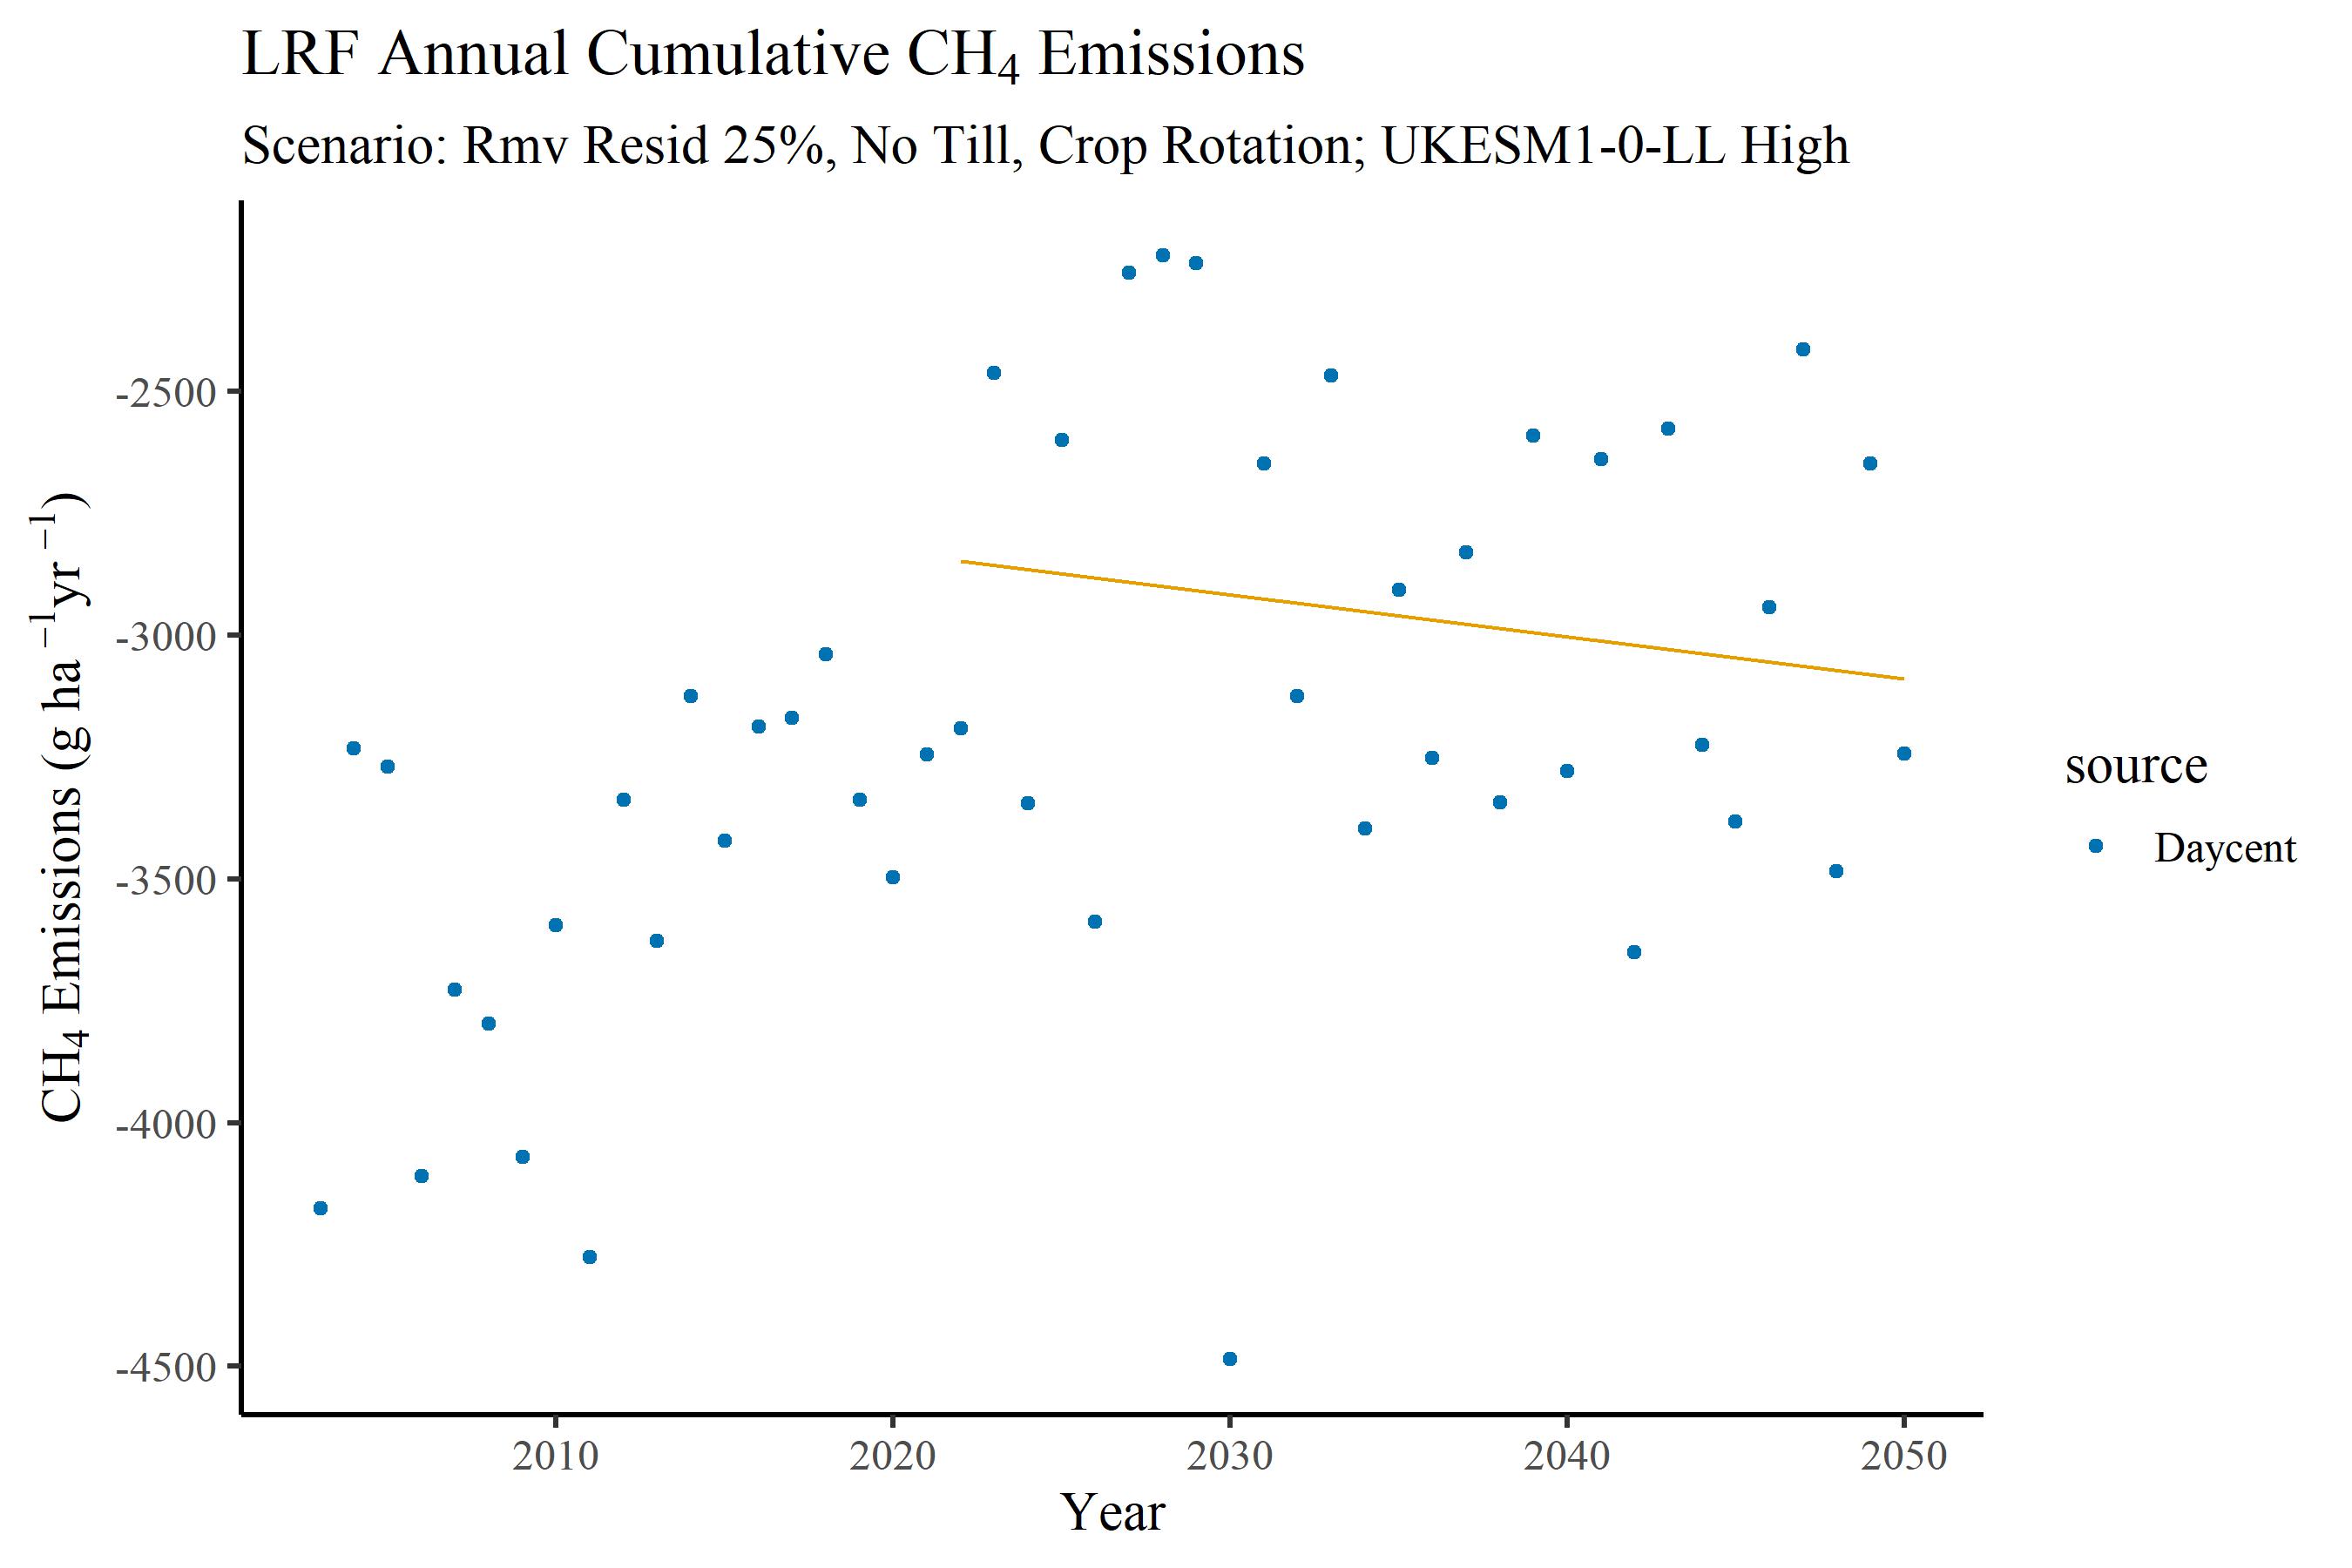 LRF Annual Cumulative CH₄ Emissions
Scenario: Rmv Resid 25%, No Till, Crop Rotation; UKESM1-0-LL High
CH₄ Emissions (g ha ⁻¹yr ⁻¹)
-2500
-3000
-3500
-4000
-4500
2010 2020 2030 2040 2050
Year
source
Daycent